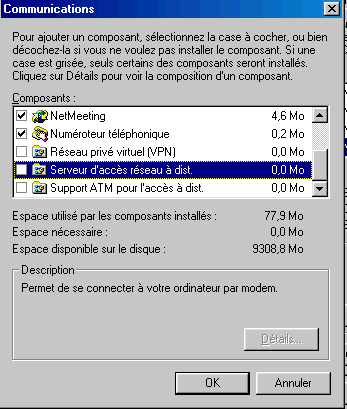 Communications
Pour ajouter un composant, sélectionnez la case à cocher, ou bien
décochez-la si vous ne voulez pas installer le composant. Si une
case est grisée, seuls certains des composants seront installés.
Cliquez sur Détails pour voir la composition d'un composant.
Composants :
NetMeeting 4,6 Mo
Numéroteur téléphonique 0,2 Mo
Réseau privé virtuel (VPN) 0,0 Mo
Serveur d'accès réseau à dist. 0,0 Mo
Support ATM pour l'accès à dist. 0,0 Mo
Espace utilisé par les composants installés : 77,9 Mo
Espace nécessaire : 0,0 Mo
Espace disponible sur le disque : 9308,8 Mo
Description
Permet de se connecter à votre ordinateur par modem.
Détails...
OK Annuler